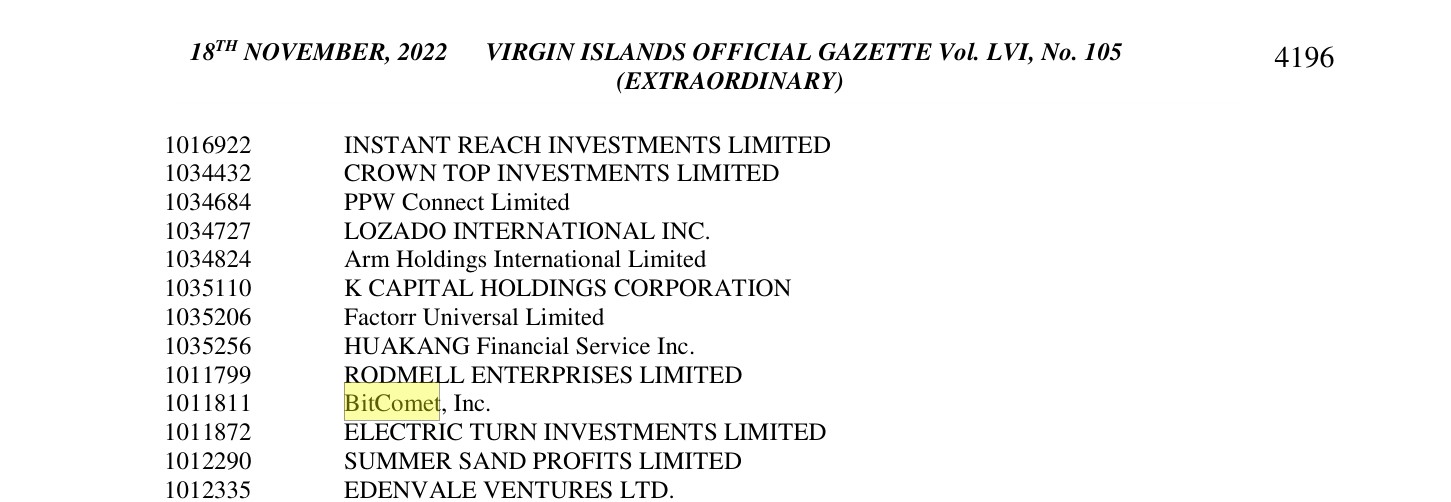 18TH NOVEMBER, 2022 VIRGIN ISLANDS OFFICIAL GAZETTE Vol. LVI, No. 105 4196
(EXTRAORDINARY)
1016922 INSTANT REACH INVESTMENTS LIMITED
1034432 CROWN TOP INVESTMENTS LIMITED
1034684 PPW Connect Limited
1034727 LOZADO INTERNATIONAL INC.
1034824 Arm Holdings International Limited
1035110 K CAPITAL HOLDINGS CORPORATION
1035206 Factorr Universal Limited
1035256 HUAKANG Financial Service Inc.
1011799 RODMELL ENTERPRISES LIMITED
1011811 BitComet, Inc.
1011872 ELECTRIC TURN INVESTMENTS LIMITED
1012290 SUMMER SAND PROFITS LIMITED
1012335 EDENVALE VENTURES LTD.